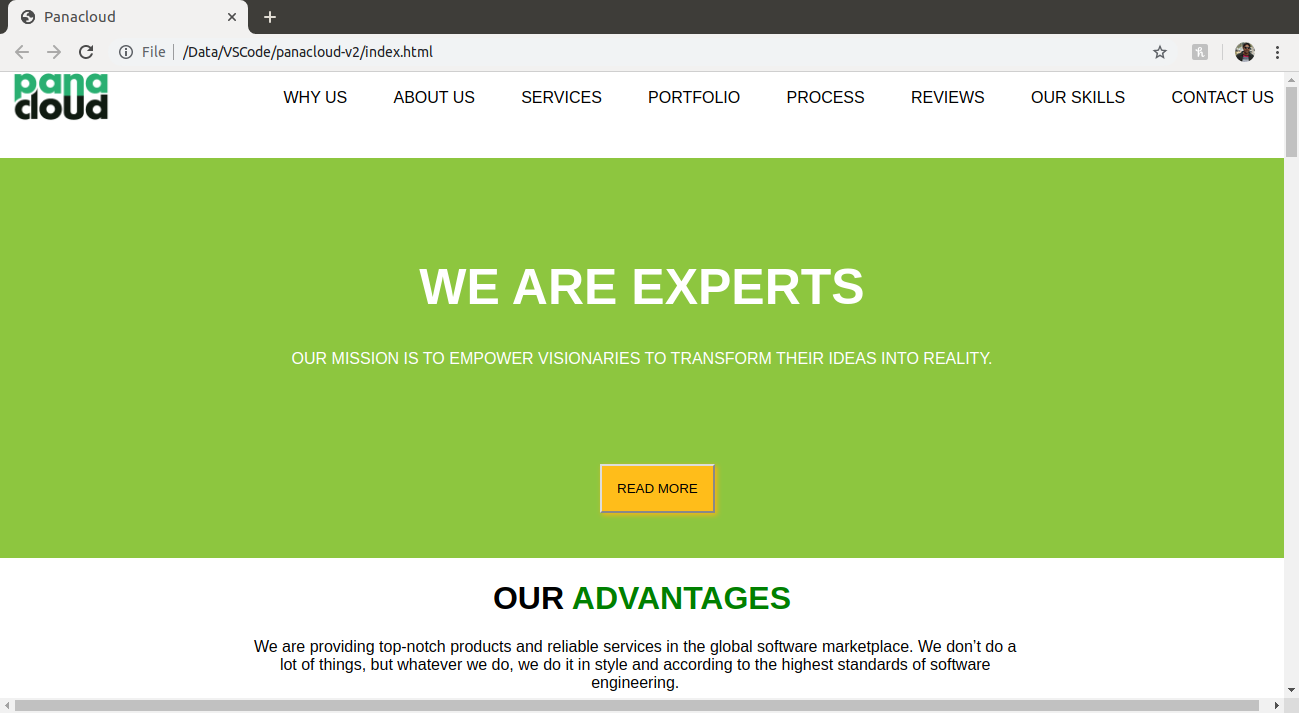 Panacloud
File
/Data/VSCode/panacloud-v2/index.html
pana
cloud
WHY US
ABOUT US
SERVICES
PORTFOLIO
PROCESS
REVIEWS
OUR SKILLS
CONTACT US
WE ARE EXPERTS
OUR MISSION IS TO EMPOWER VISIONARIES TO TRANSFORM THEIR IDEAS INTO REALITY.
READ MORE
OUR ADVANTAGES
We are providing top-notch products and reliable services in the global software marketplace. We don’t do a
lot of things, but whatever we do, we do it in style and according to the highest standards of software
engineering.